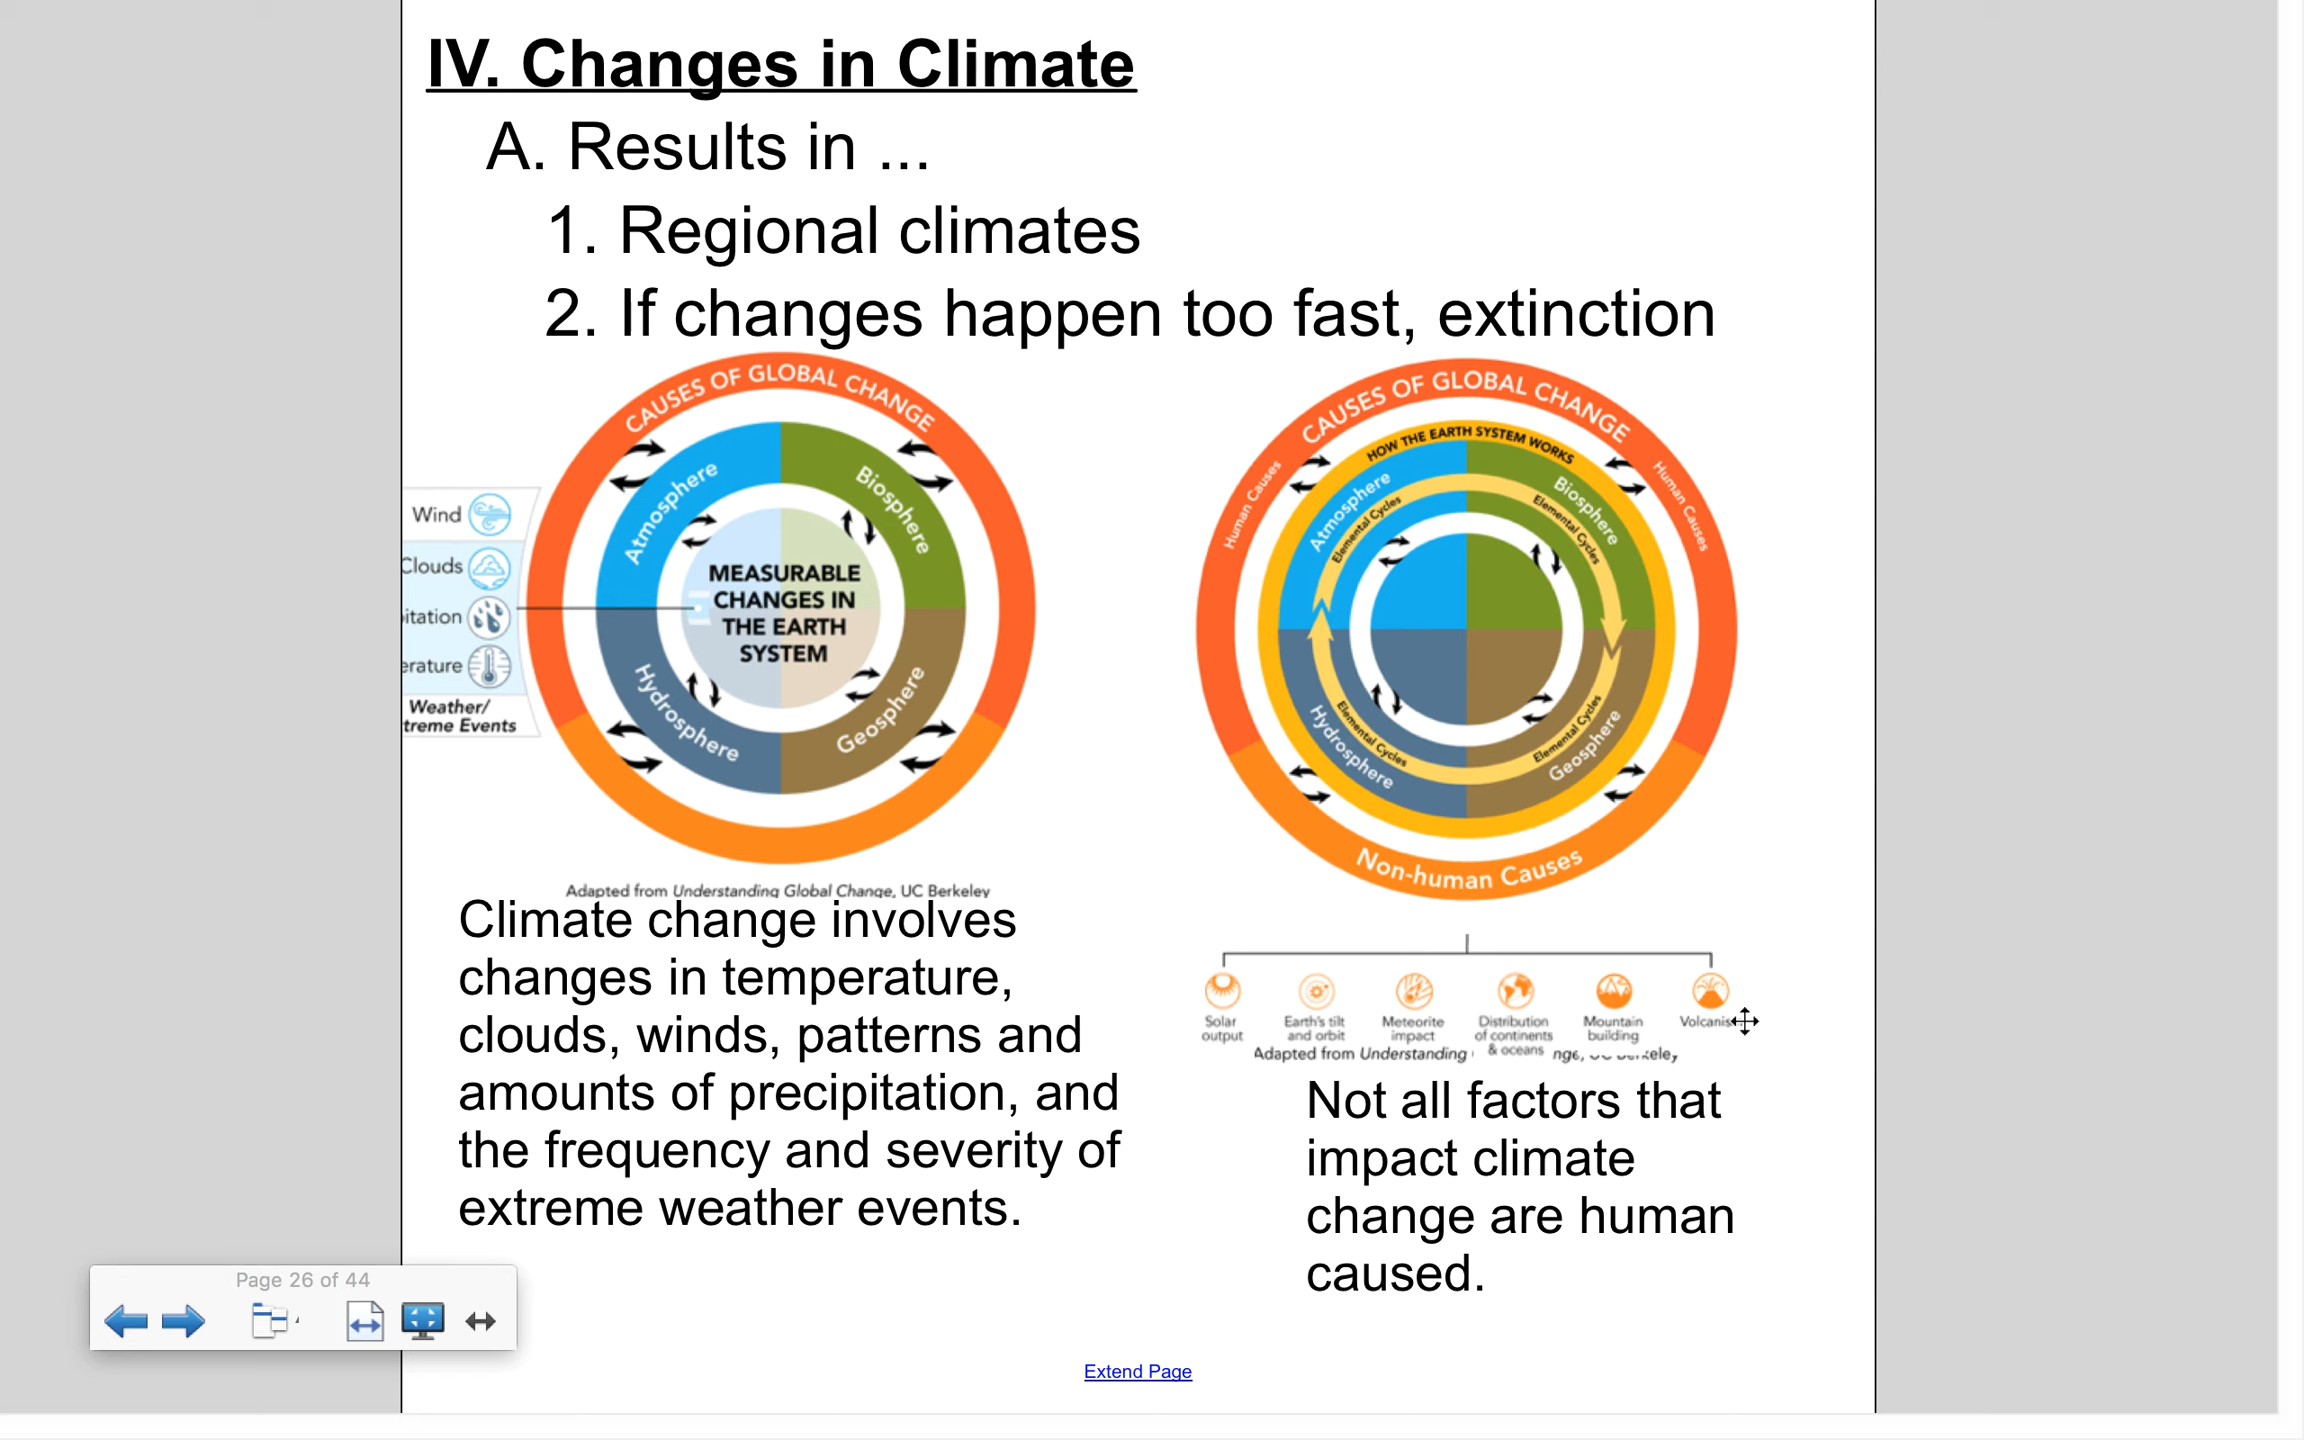 IV. Changes in Climate
A. Results in ...
1. Regional climates
2. If changes happen too fast, extinction
CAUSES OF GLOBAL CHANGE
Atmosphere
Biosphere
Hydrosphere
Geosphere
MEASURABLE
CHANGES IN
THE EARTH
SYSTEM
Wind
Clouds
itation
erature
Weather/
treme Events
Adapted from Understanding Global Change, UC Berkeley
CAUSES OF GLOBAL CHANGE
Human Causes
Human Causes
HOW THE EARTH SYSTEM WORKS
Atmosphere
Elemental Cycles
Biosphere
Elemental Cycles
Hydrosphere
Elemental Cycles
Geosphere
Elemental Cycles
Non-human Causes
Solar
output
Earth's tilt
and orbit
Meteorite
impact
Distribution
of continents
& oceans
Mountain
building
Volcanis
Adapted from Understanding
Climate change involves
changes in temperature,
clouds, winds, patterns and
amounts of precipitation, and
the frequency and severity of
extreme weather events.
Not all factors that
impact climate
change are human
caused.
Page 26 of 44
Extend Page